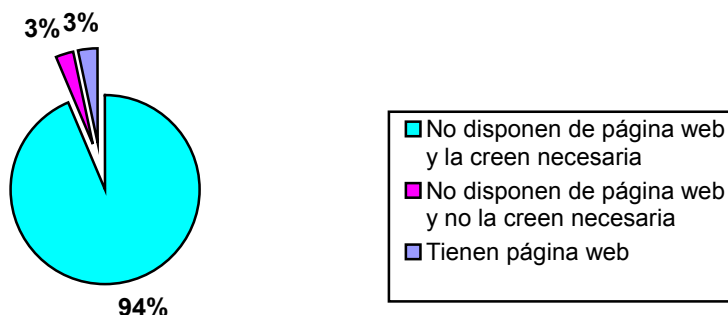 3% 3%
No disponen de página web
y la creen necesaria
No disponen de página web
y no la creen necesaria
Tienen página web
94%